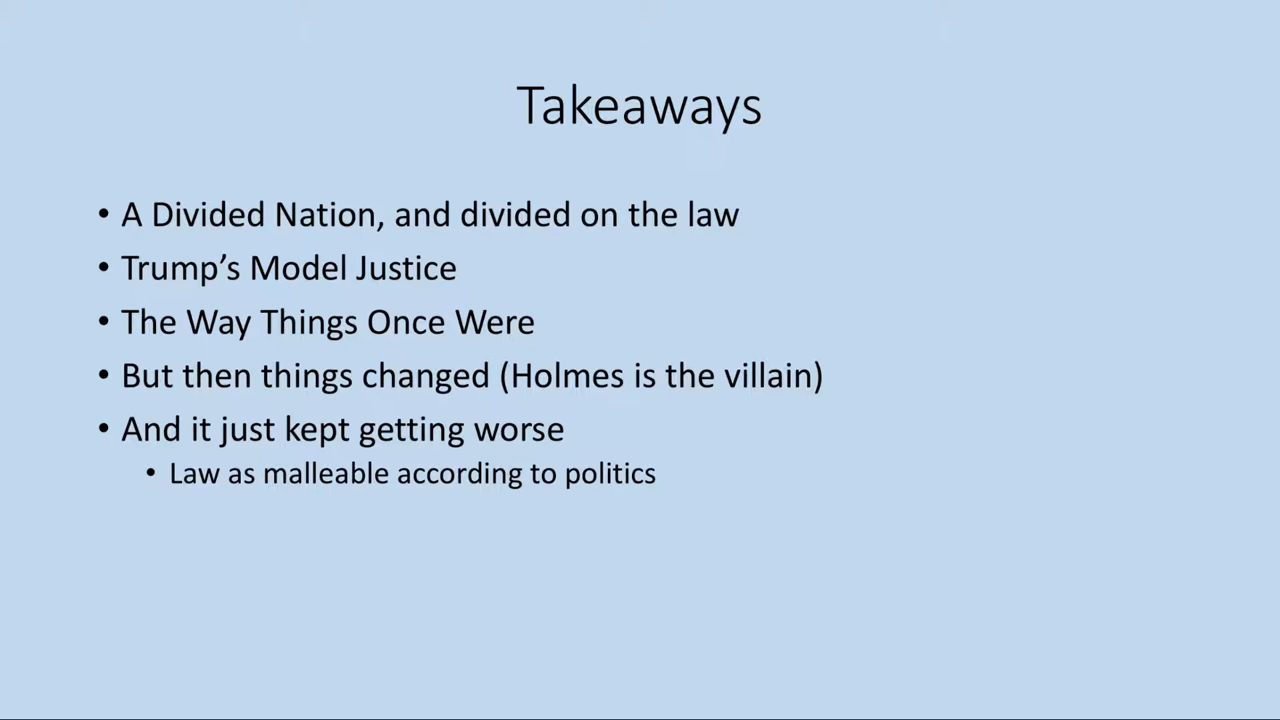 Takeaways
• A Divided Nation, and divided on the law
• Trump’s Model Justice
• The Way Things Once Were
• But then things changed (Holmes is the villain)
• And it just kept getting worse
• Law as malleable according to politics